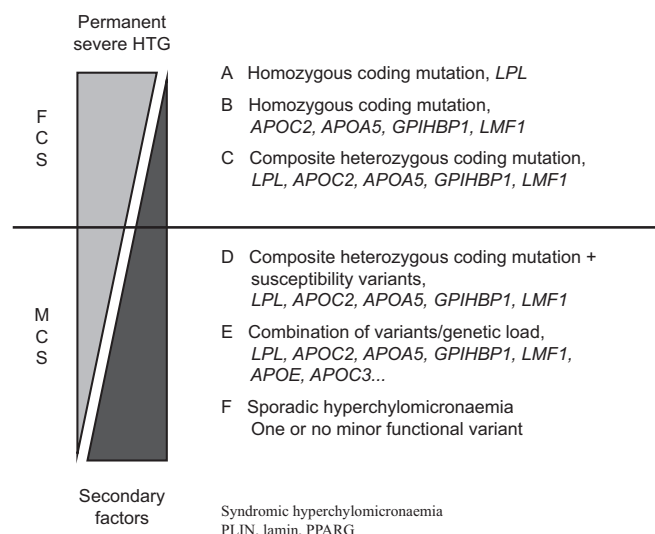 Permanent
severe HTG
F
C
S
A Homozygous coding mutation, LPL
B Homozygous coding mutation,
APOC2, APOA5, GPIHBP1, LMF1
C Composite heterozygous coding mutation,
LPL, APOC2, APOA5, GPIHBP1, LMF1
M
C
S
D Composite heterozygous coding mutation +
susceptibility variants,
LPL, APOC2, APOA5, GPIHBP1, LMF1
E Combination of variants/genetic load,
LPL, APOC2, APOA5, GPIHBP1, LMF1,
APOE, APOC3...
F Sporadic hyperchylomicronaemia
One or no minor functional variant
Secondary
factors
Syndromic hyperchylomicronaemia
PLIN, lamin, PPARG